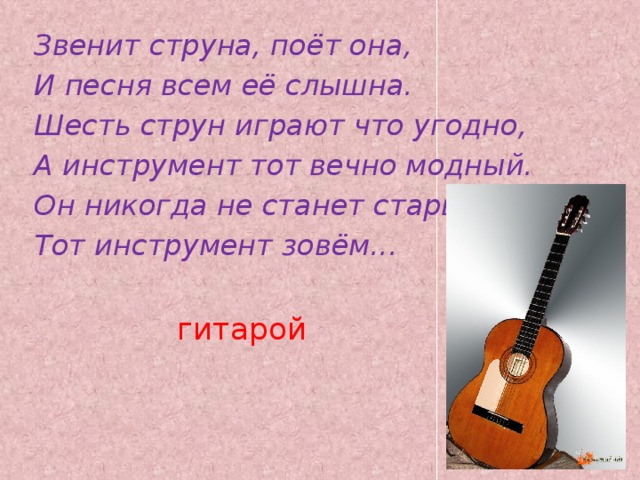 Звенит струна, поёт она,
И песня всем её слышна.
Шесть струн играют что угодно,
А инструмент тот вечно модный.
Он никогда не станет
Тот инструмент зовём...
гитарой